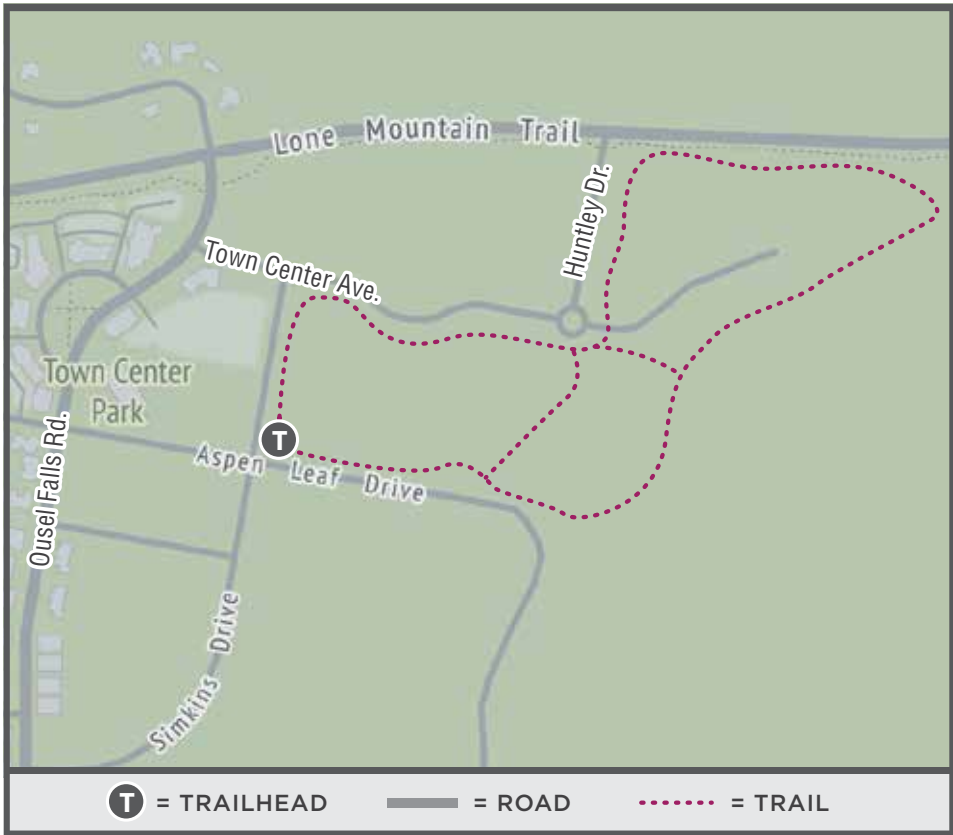 Lone Mountain Trail
Huntley Dr.
Town Center Ave.
Town Center
Park
T
Aspen Leaf Drive
Ousel Falls Rd.
Simkins Drive
T = TRAILHEAD
= ROAD
= TRAIL